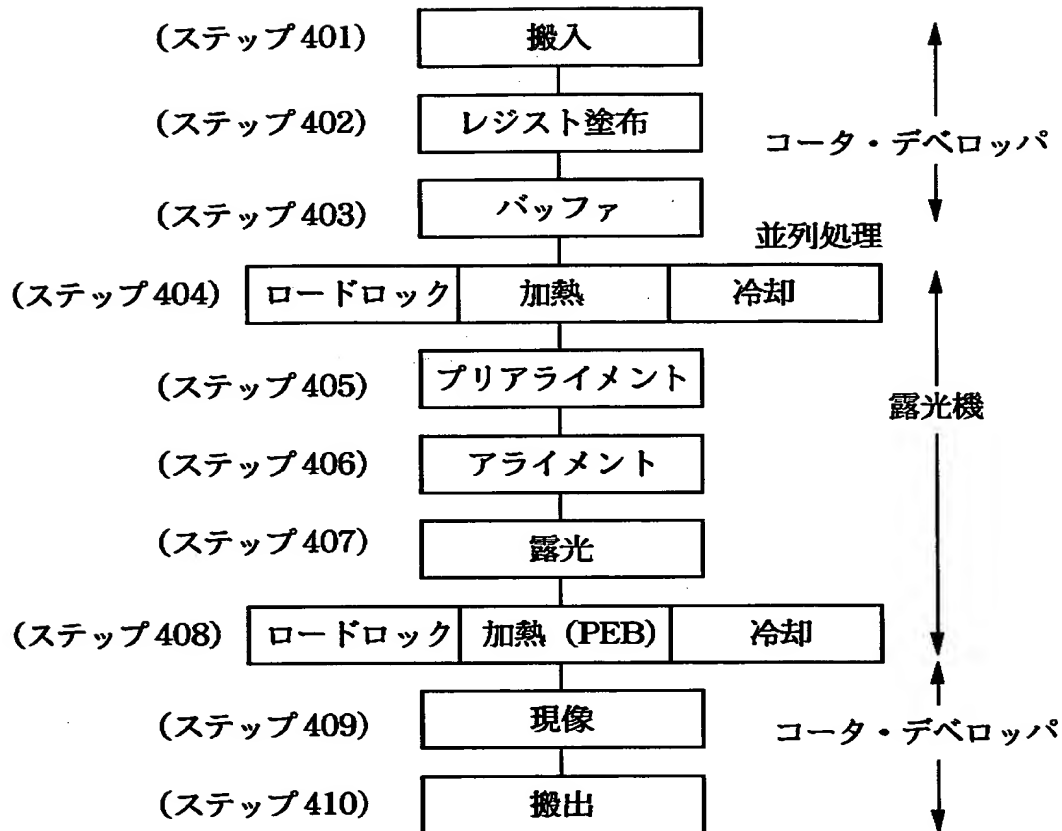 (ステップ401) 搬入
(ステップ402) レジスト塗布
コータ・デベロッパ
(ステップ403) バッファ
並列処理
(ステップ404) ロードロック 加熱 冷却
(ステップ405) プリアライメント
露光機
(ステップ406) アライメント
(ステップ407) 露光
(ステップ408) ロードロック 加熱(PEB) 冷却
(ステップ409) 現像
コータ・デベロッパ
(ステップ410) 搬出